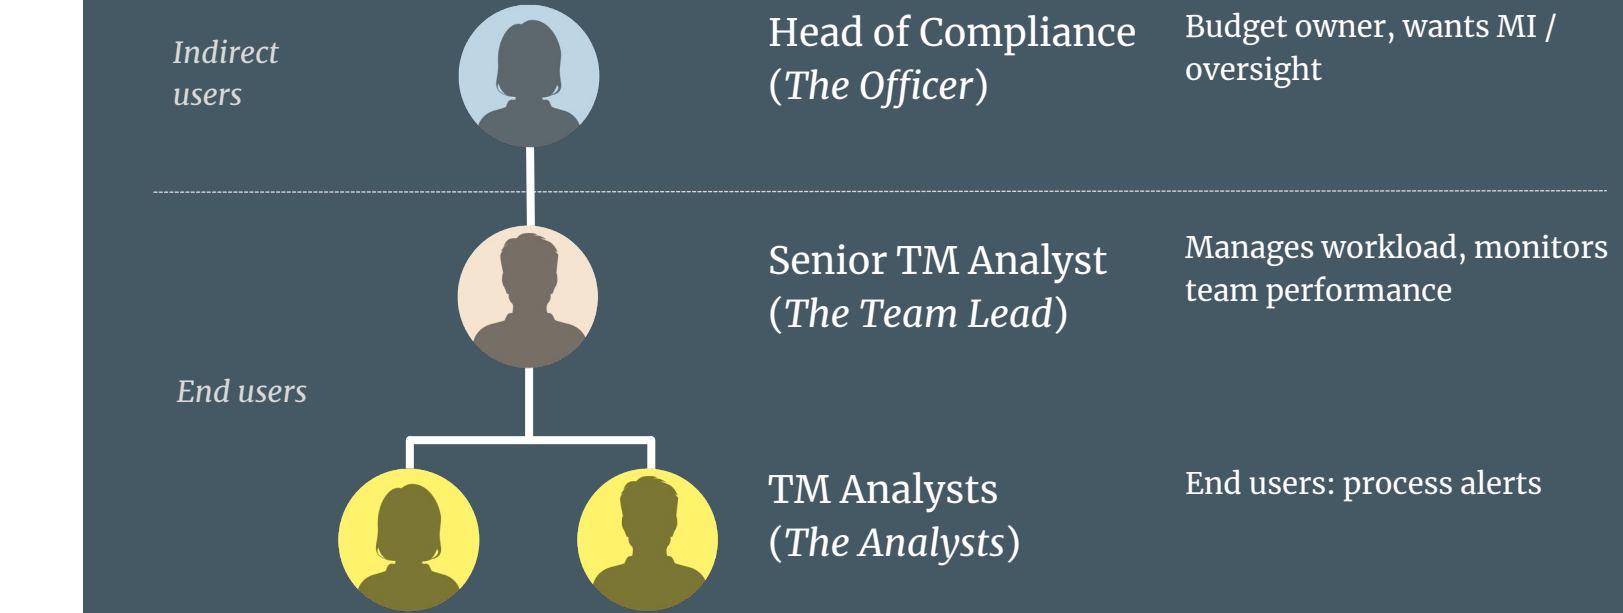 Indirect
users
Head of Compliance
(The Officer)
Budget owner, wants MI /
oversight
Senior TM Analyst
(The Team Lead)
Manages workload, monitors
team performance
End users
TM Analysts
(The Analysts)
End users: process alerts